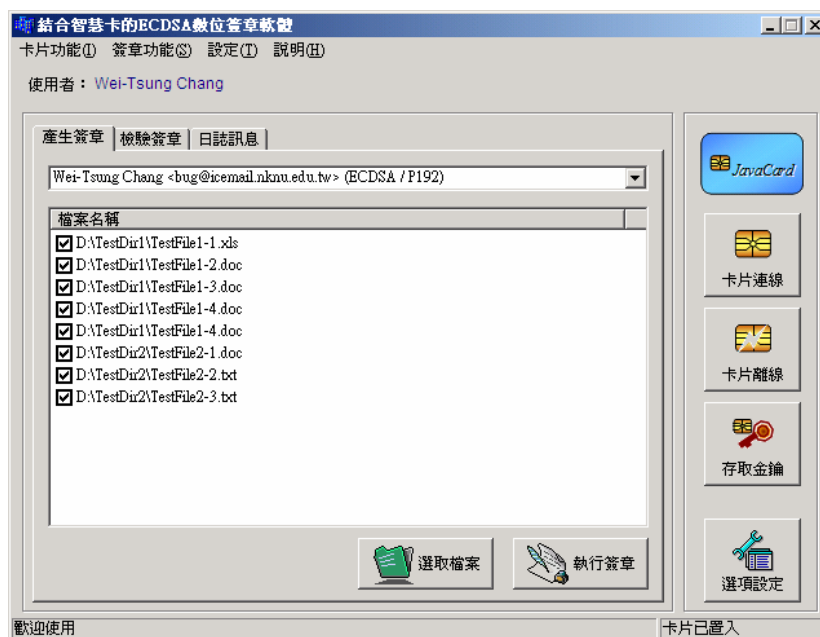 結合智慧卡的ECDSA數位簽章軟體
卡片功能(I) 簽章功能(S) 設定(T) 說明(H)
使用者： Wei-Tsung Chang
產生簽章 檢驗簽章 日誌訊息
Wei-Tsung Chang <bug@icemail.nknu.edu.tw> (ECDSA / P192)
檔案名稱
D:\TestDir1\TestFile1-1.xls
D:\TestDir1\TestFile1-2.doc
D:\TestDir1\TestFile1-3.doc
D:\TestDir1\TestFile1-4.doc
D:\TestDir1\TestFile1-4.doc
D:\TestDir2\TestFile2-1.doc
D:\TestDir2\TestFile2-2.txt
D:\TestDir2\TestFile2-3.txt
選取檔案 執行簽章
JavaCard
卡片連線
卡片離線
存取金鑰
選項設定
歡迎使用 卡片已置入